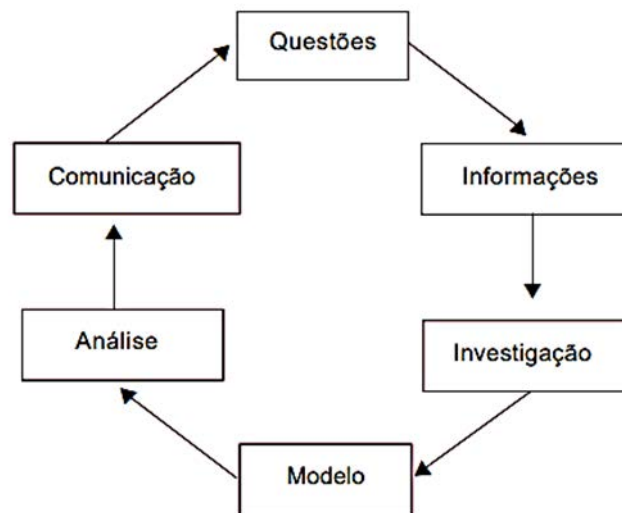 Questões
Informações
Investigação
Modelo
Análise
Comunicação